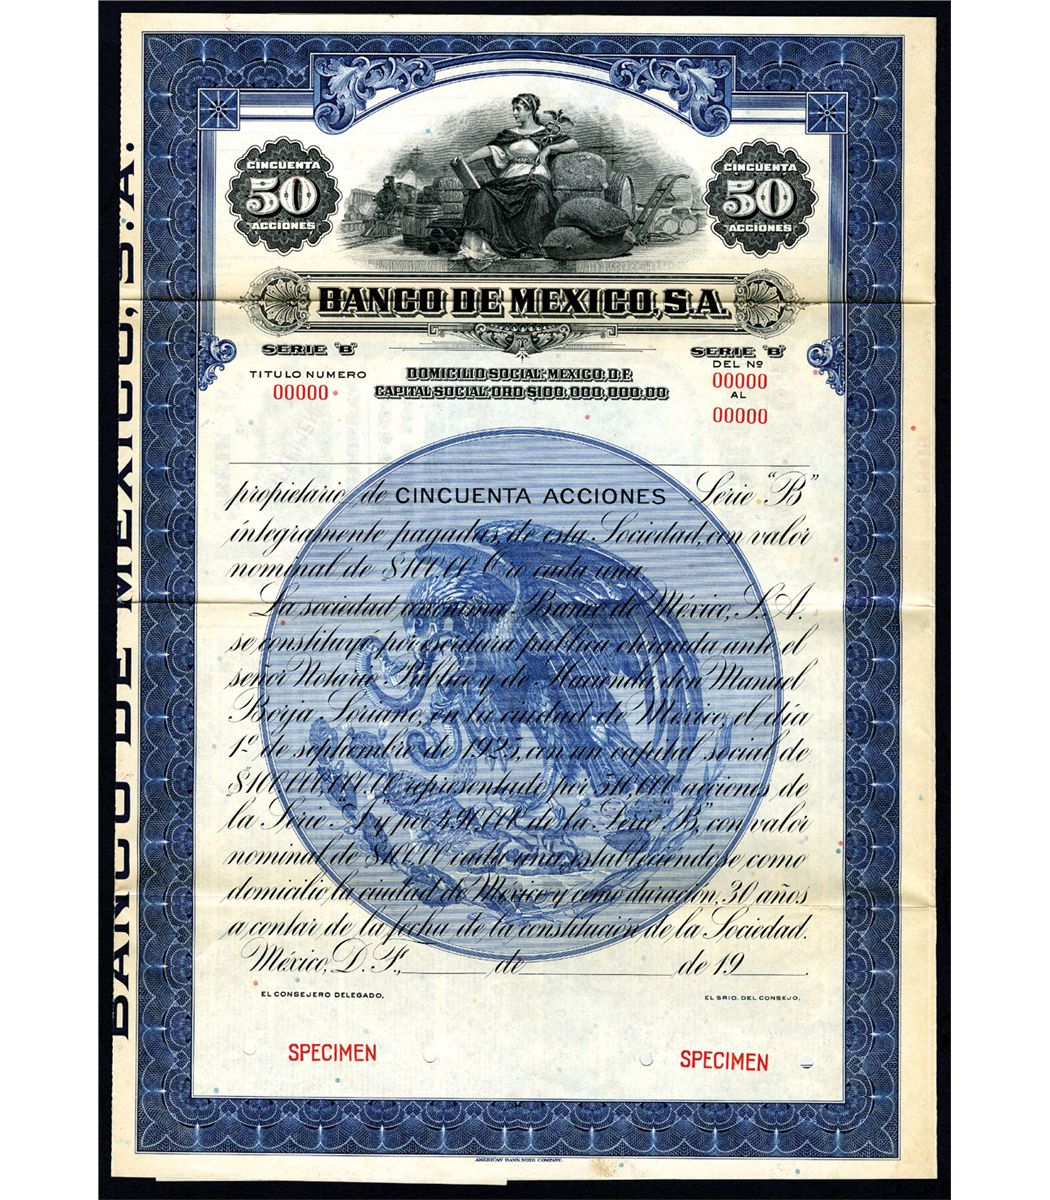 BANCO DE MEXICO, S.A.
CINCUENTA
50
ACCIONES
CINCUENTA
50
ACCIONES
BANCO DE MEXICO, S.A.
SERIE "B"
SERIE "B"
TITULO NUMERO
00000
DOMICILIO SOCIAL: MEXICO, D.F.
CAPITAL SOCIAL: ORO $100,000,000.00
DEL Nº
00000
AL
00000
propietario de CINCUENTA ACCIONES Serie "B"
íntegramente pagadas de esta Sociedad, con valor
nominal de $100.00 Oro cada una.
La sociedad anónima Banco de México, S.A.
se constituyó por escritura pública otorgada ante el
señor Notario Público y de Hacienda, don Manuel
Borja Soriano, en la ciudad de México, el día
1º de septiembre de 1925, con un capital social de
$100,000,000.00 representado por 510,000 acciones de
la Serie "A" y por 490,000 de la Serie "B", con valor
nominal de $100.00 cada una, estableciéndose, como
domicilio la ciudad de México y como duración, 30 años
a contar de la fecha de la constitución de la Sociedad.
México, D. F., de de 19 .
EL CONSEJERO DELEGADO,
EL SRIO. DEL CONSEJO,
SPECIMEN
SPECIMEN
AMERICAN BANK NOTE COMPANY.